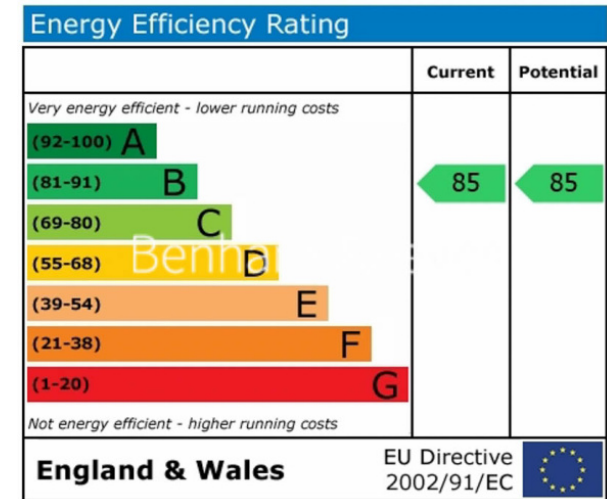 Energy Efficiency Rating
Current Potential
Very energy efficient - lower running costs
(92-100) A
(81-91) B 85 85
(69-80) C
(55-68) D
(39-54) E
(21-38) F
(1-20) G
Not energy efficient - higher running costs
England & Wales
EU Directive
2002/91/EC